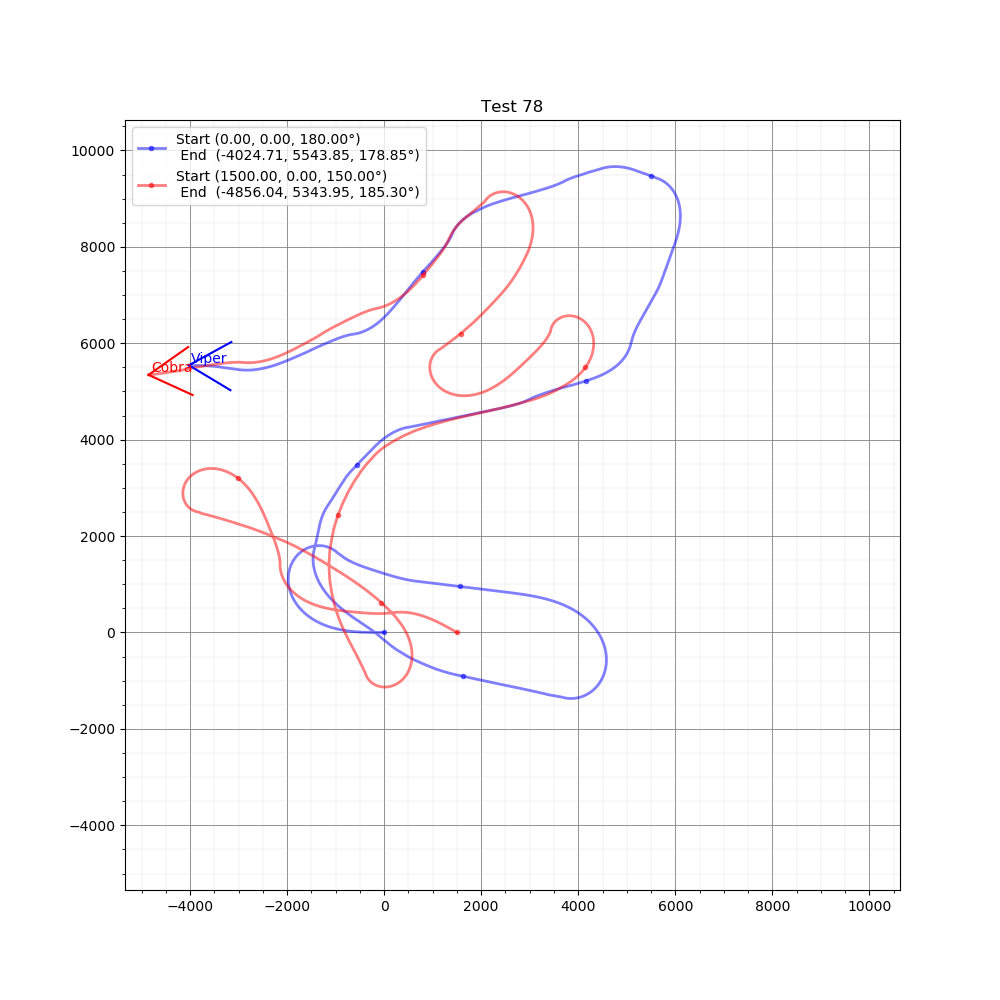 Test 78
Start (0.00, 0.00, 180.00°)
End  (-4024.71, 5543.85, 178.85°)
Start (1500.00, 0.00, 150.00°)
End  (-4856.04, 5343.95, 185.30°)
10000
8000
6000
4000
2000
0
−2000
−4000
Viper
Cobra
−4000 −2000 0 2000 4000 6000 8000 10000